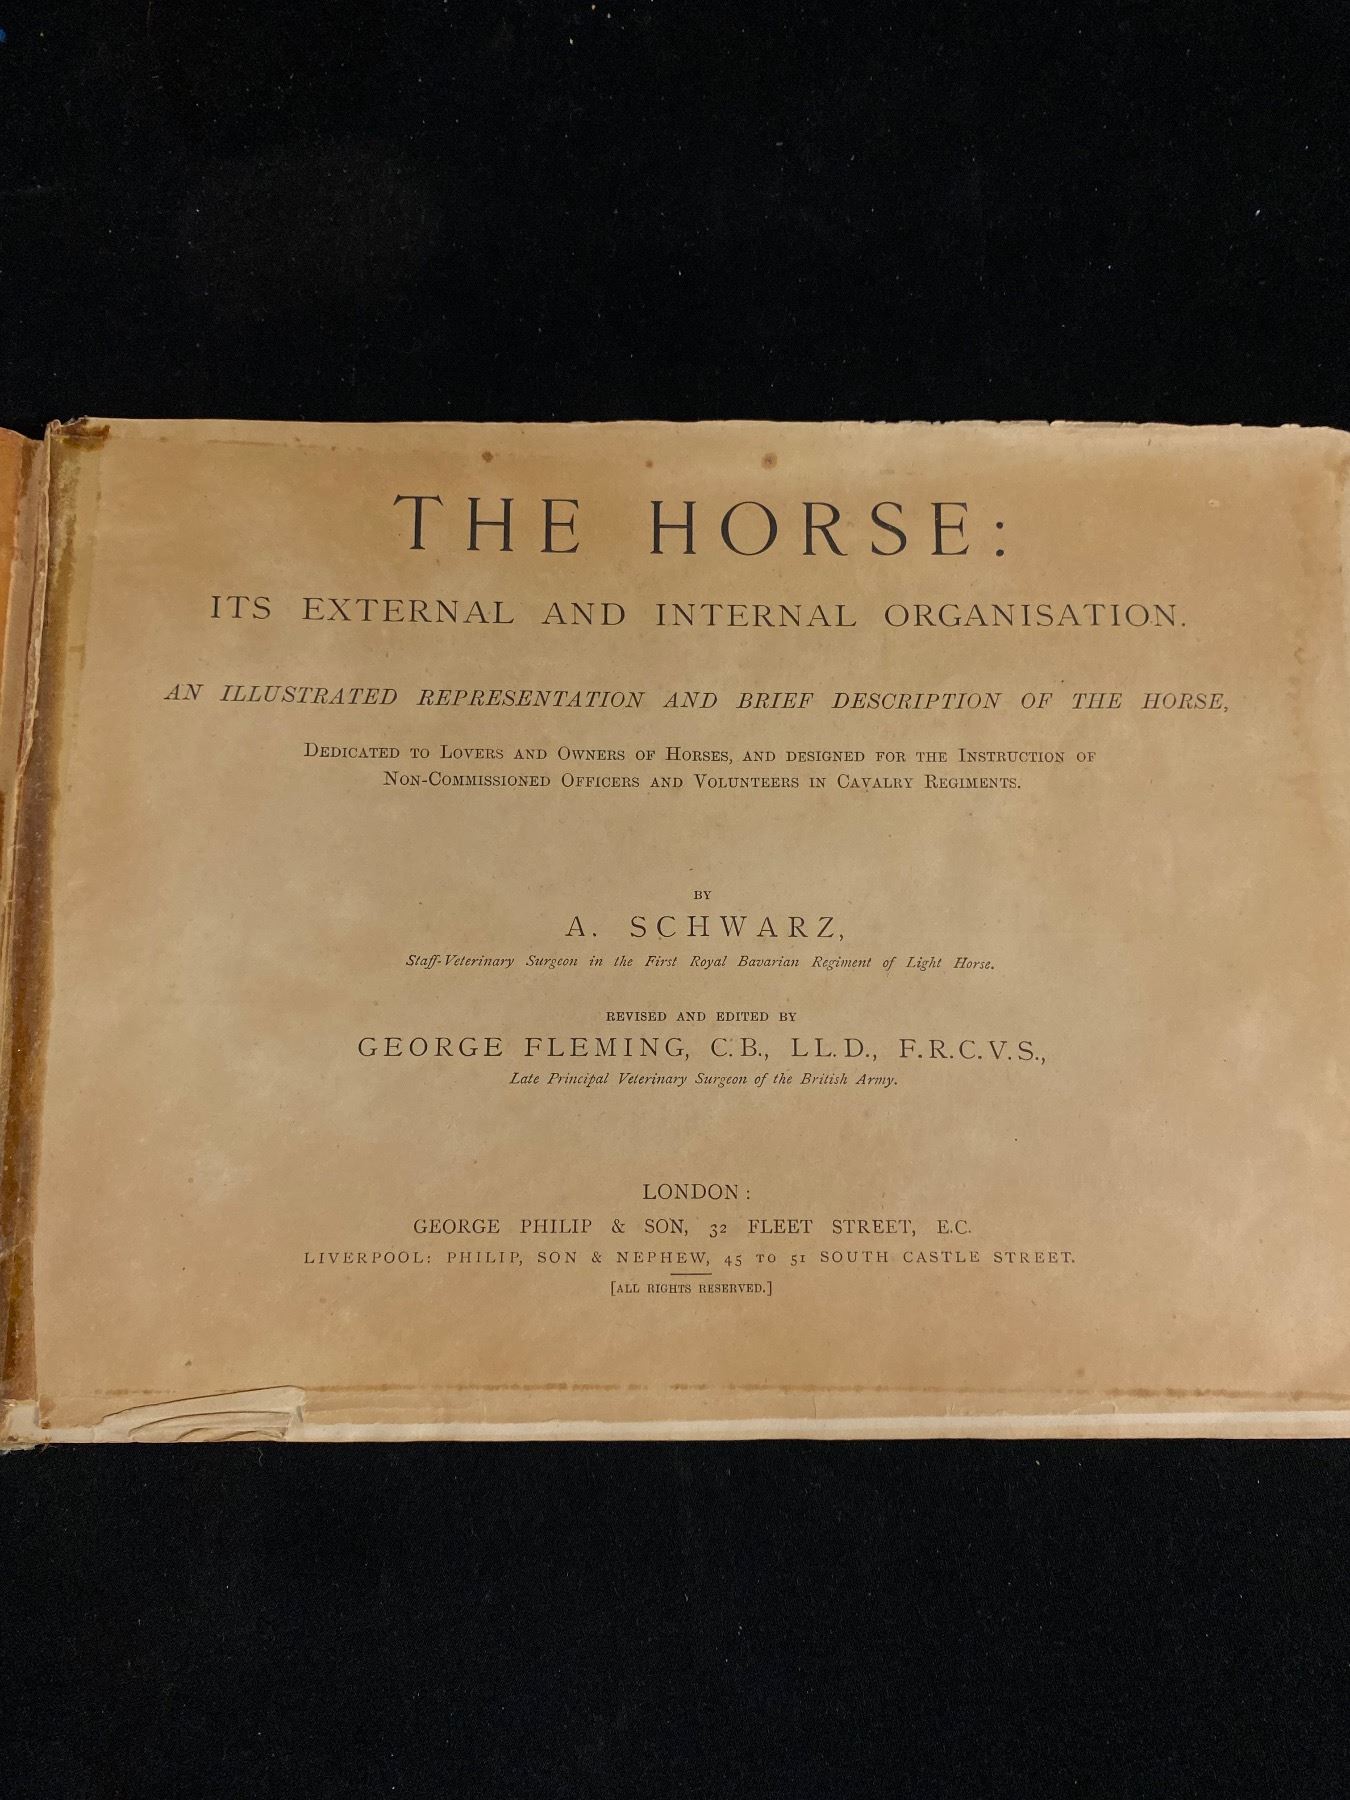 THE HORSE:
ITS EXTERNAL AND INTERNAL ORGANISATION.
AN ILLUSTRATED REPRESENTATION AND BRIEF DESCRIPTION OF THE HORSE,
DEDICATED TO LOVERS AND OWNERS OF HORSES, AND DESIGNED FOR THE INSTRUCTION OF
NON-COMMISSIONED OFFICERS AND VOLUNTEERS IN CAVALRY REGIMENTS.
BY
A. SCHWARZ,
Staff-Veterinary Surgeon in the First Royal Bavarian Regiment of Light Horse.
REVISED AND EDITED BY
GEORGE FLEMING, C.B., LL.D., F.R.C.V.S.,
Late Principal Veterinary Surgeon of the British Army.
LONDON:
GEORGE PHILIP & SON, 32 FLEET STREET, E.C.
LIVERPOOL: PHILIP, SON & NEPHEW, 45 TO 51 SOUTH CASTLE STREET.
[ALL RIGHTS RESERVED.]